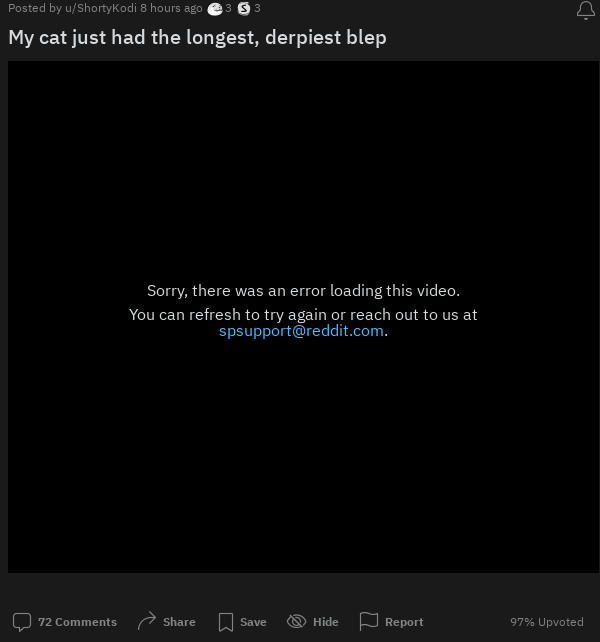 Posted by u/ShortyKodi 8 hours ago 3 S 3
My cat just had the longest, derpiest blep
Sorry, there was an error loading this video.
You can refresh to try again or reach out to us at
spsupport@reddit.com.
72 Comments Share Save Hide Report 97% Upvoted